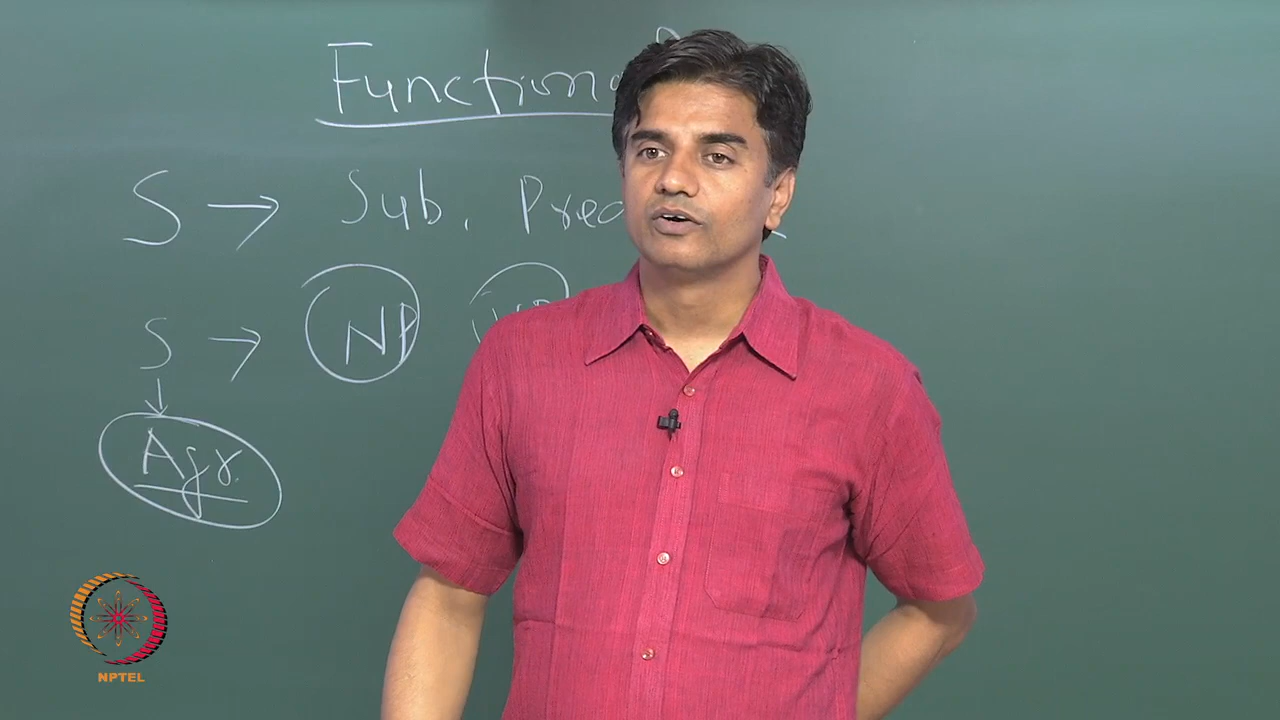 Function
S → Sub. Pred
S → NP
↓
Agr.
NPTEL